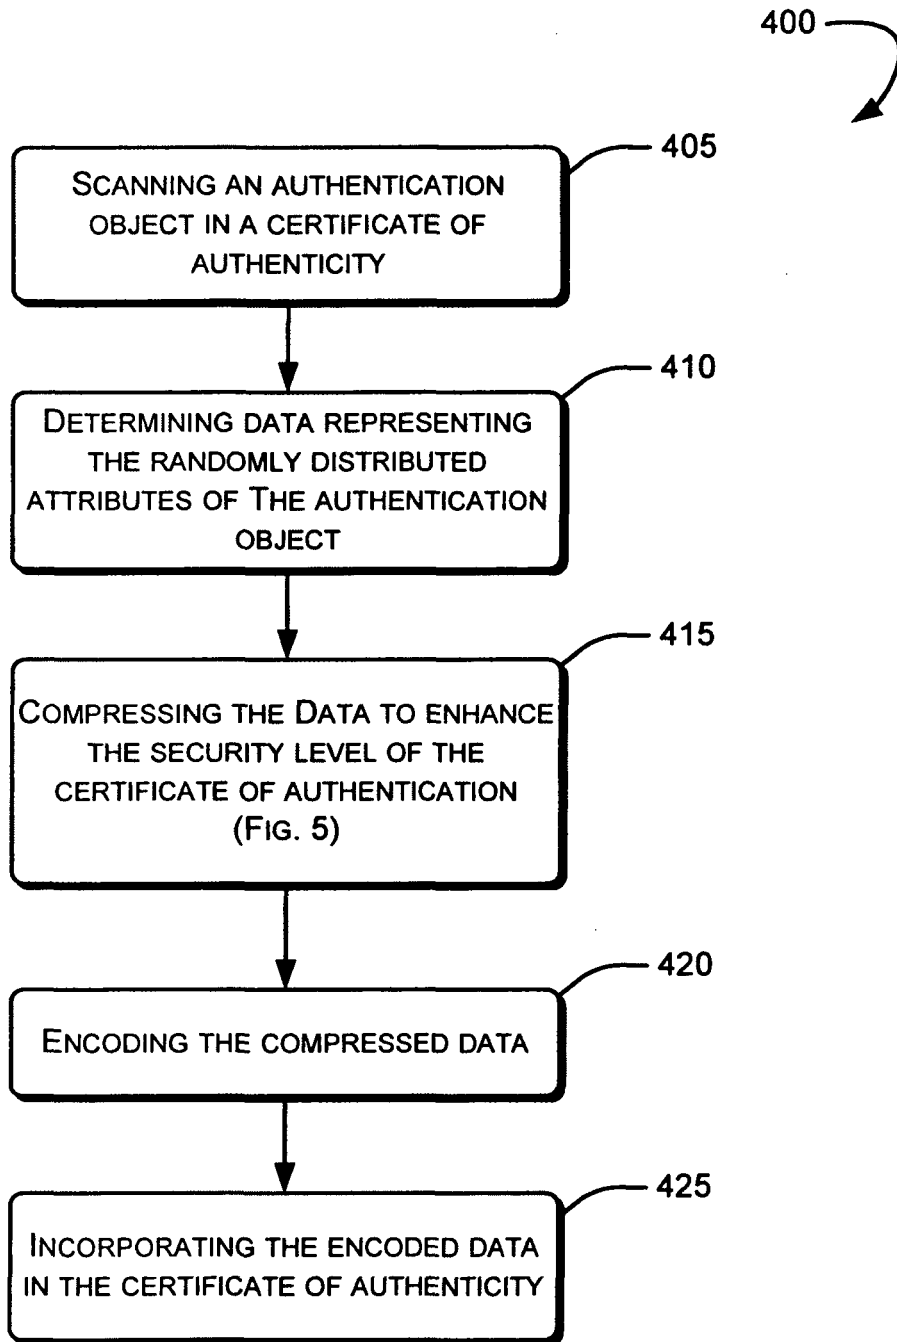 400
405
SCANNING AN AUTHENTICATION
OBJECT IN A CERTIFICATE OF
AUTHENTICITY
410
DETERMINING DATA REPRESENTING
THE RANDOMLY DISTRIBUTED
ATTRIBUTES OF THE AUTHENTICATION
OBJECT
415
COMPRESSING THE DATA TO ENHANCE
THE SECURITY LEVEL OF THE
CERTIFICATE OF AUTHENTICATION
(FIG. 5)
420
ENCODING THE COMPRESSED DATA
425
INCORPORATING THE ENCODED DATA
IN THE CERTIFICATE OF AUTHENTICITY